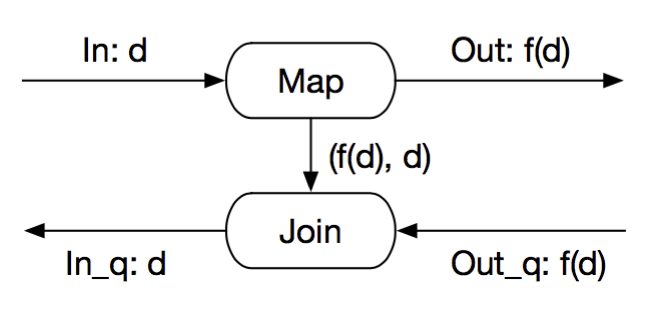 In: d
Out: f(d)
Map
(f(d), d)
Join
In_q: d
Out_q: f(d)